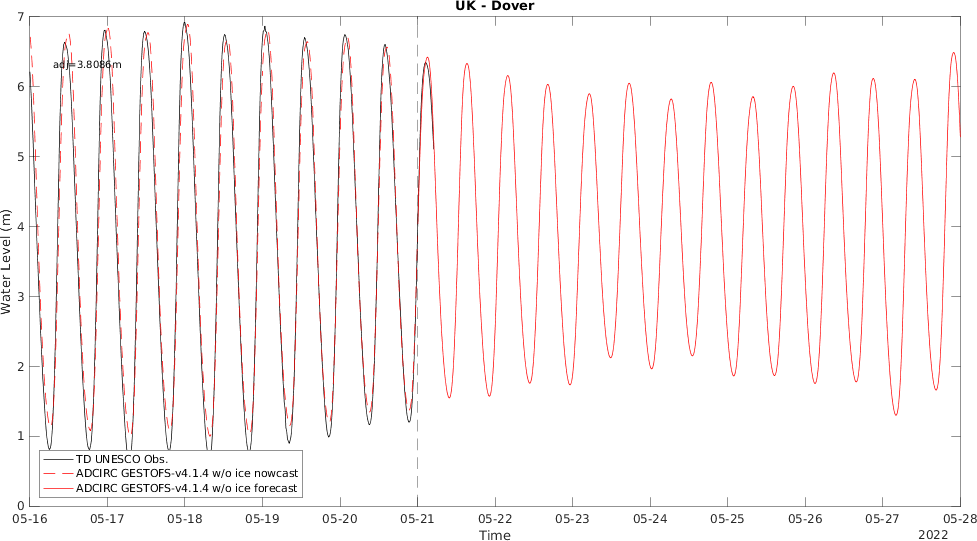 UK - Dover
7
6
5
4
3
2
1
0
Water Level (m)
adj=3.8086m
TD UNESCO Obs.
ADCIRC GESTOFS-v4.1.4 w/o ice nowcast
ADCIRC GESTOFS-v4.1.4 w/o ice forecast
05-16 05-17 05-18 05-19 05-20 05-21 05-22 05-23 05-24 05-25 05-26 05-27 05-28
Time
2022